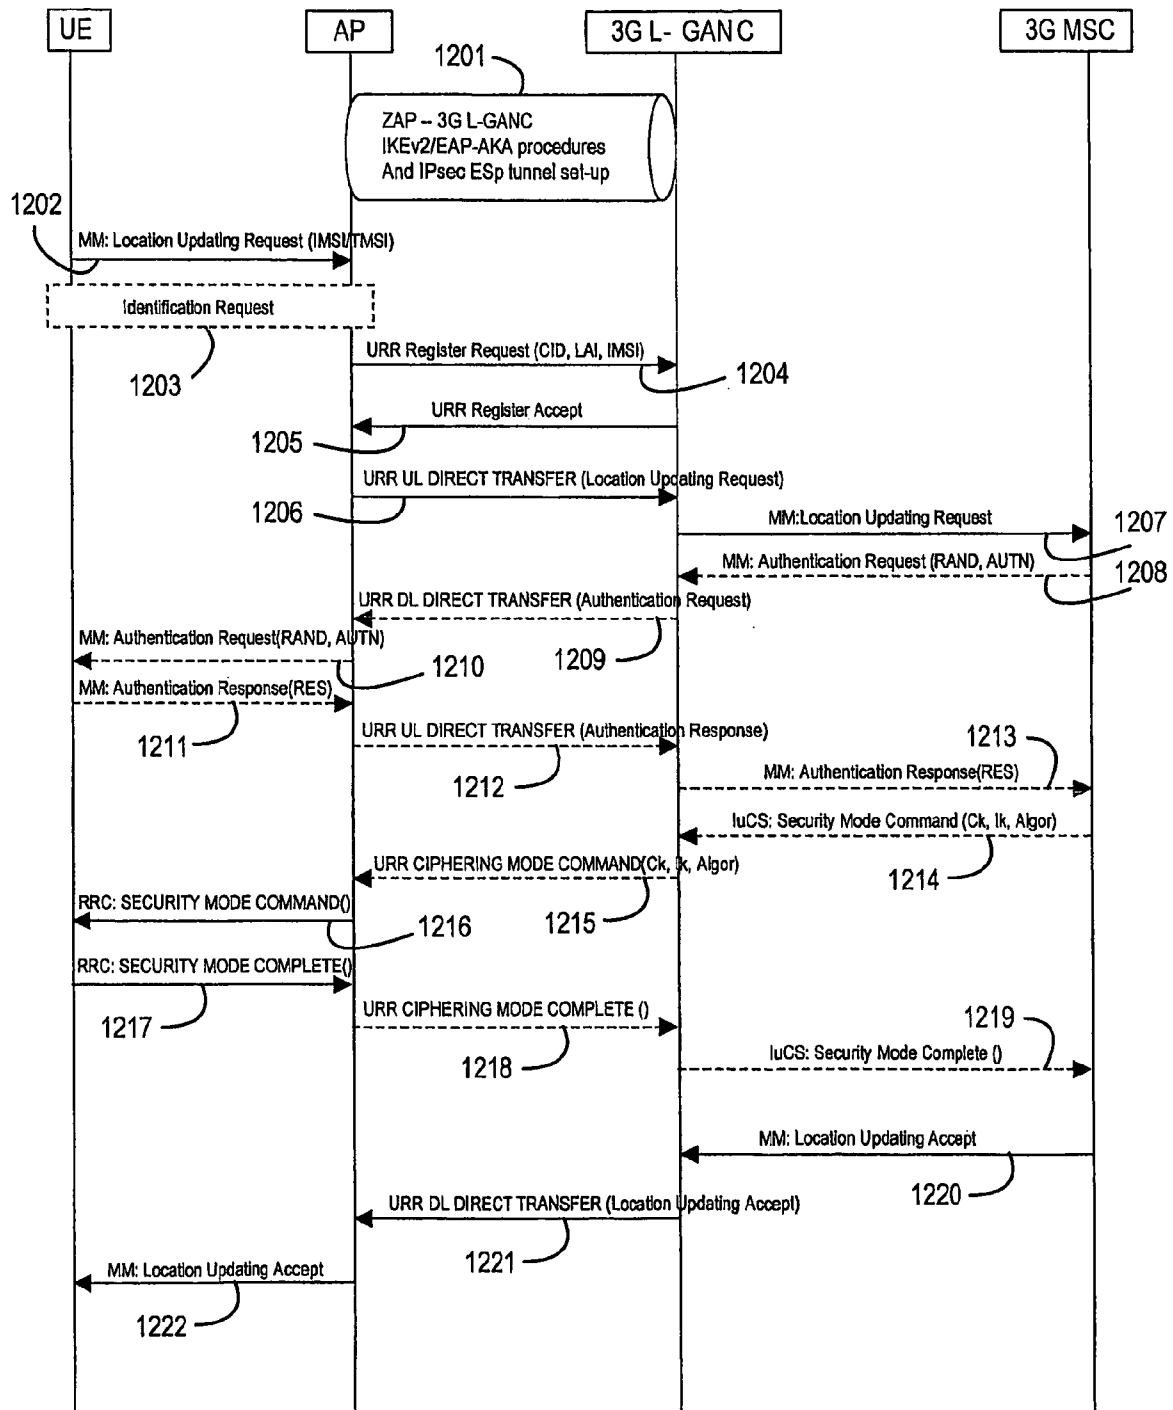 UE
AP
3G L- GANC
3G MSC
1201
ZAP – 3G L-GANC
IKEv2/EAP-AKA procedures
And IPsec ESp tunnel set-up
1202
MM: Location Updating Request (IMSI/TMSI)
Identification Request
1203
URR Register Request (CID, LAI, IMSI)
1204
URR Register Accept
1205
URR UL DIRECT TRANSFER (Location Updating Request)
1206
MM:Location Updating Request
1207
MM: Authentication Request (RAND, AUTN)
1208
URR DL DIRECT TRANSFER (Authentication Request)
1209
MM: Authentication Request(RAND, AUTN)
1210
MM: Authentication Response(RES)
1211
URR UL DIRECT TRANSFER (Authentication Response)
1212
1213
MM: Authentication Response(RES)
IuCS: Security Mode Command (Ck, Ik, Algor)
1214
URR CIPHERING MODE COMMAND(Ck, Ik, Algor)
1215
RRC: SECURITY MODE COMMAND()
1216
RRC: SECURITY MODE COMPLETE()
1217
URR CIPHERING MODE COMPLETE ()
1218
1219
IuCS: Security Mode Complete ()
MM: Location Updating Accept
1220
URR DL DIRECT TRANSFER (Location Updating Accept)
1221
MM: Location Updating Accept
1222